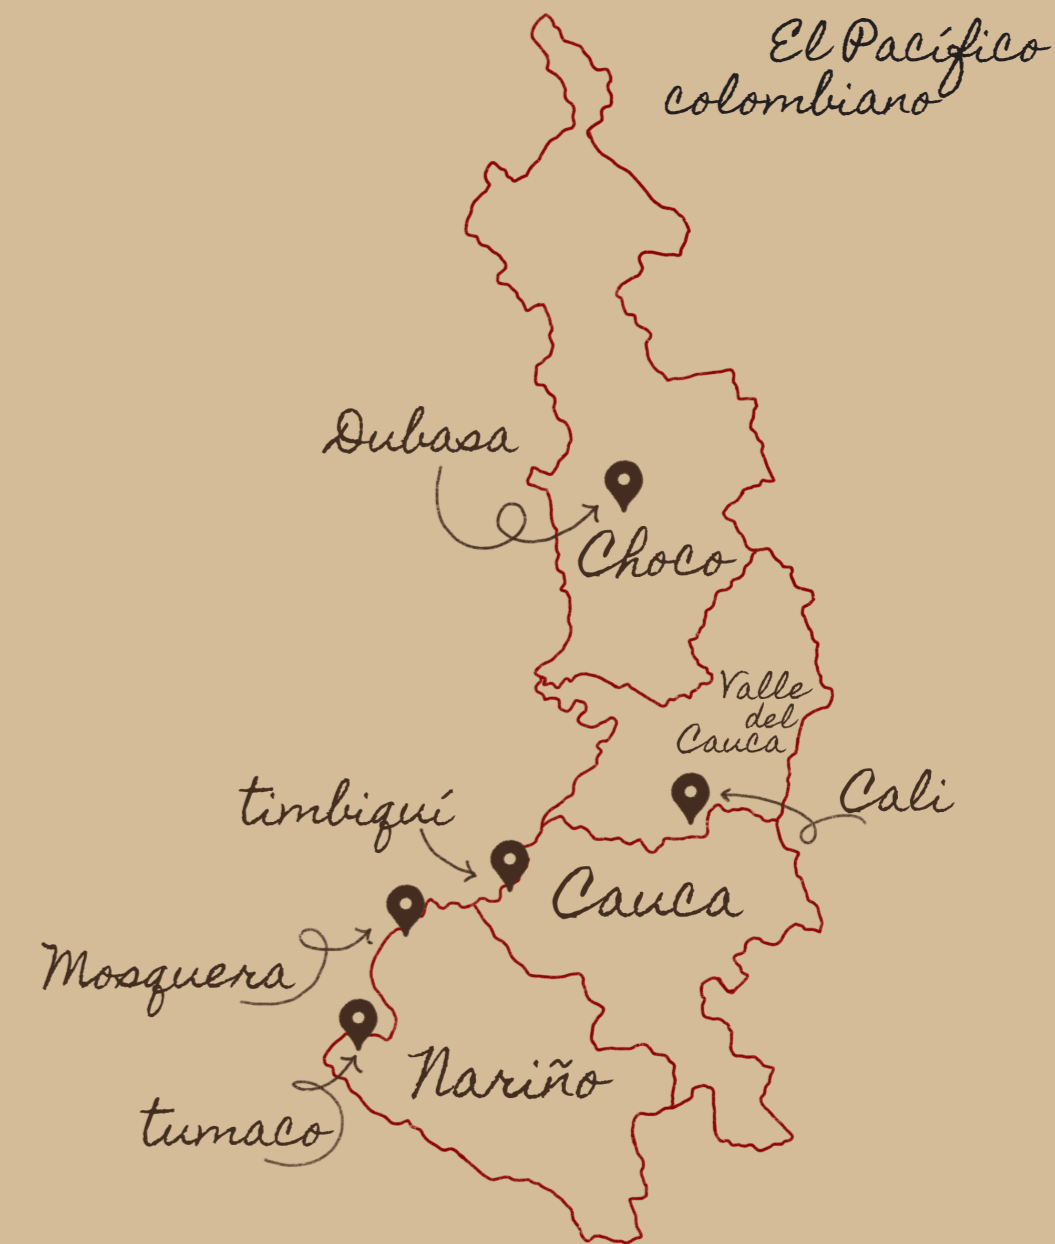 El Pacífico
colombiano
Dubasa
Choco
Valle
del
Cauca
Cali
timbiquí
Cauca
Mosquera
Nariño
tumaco